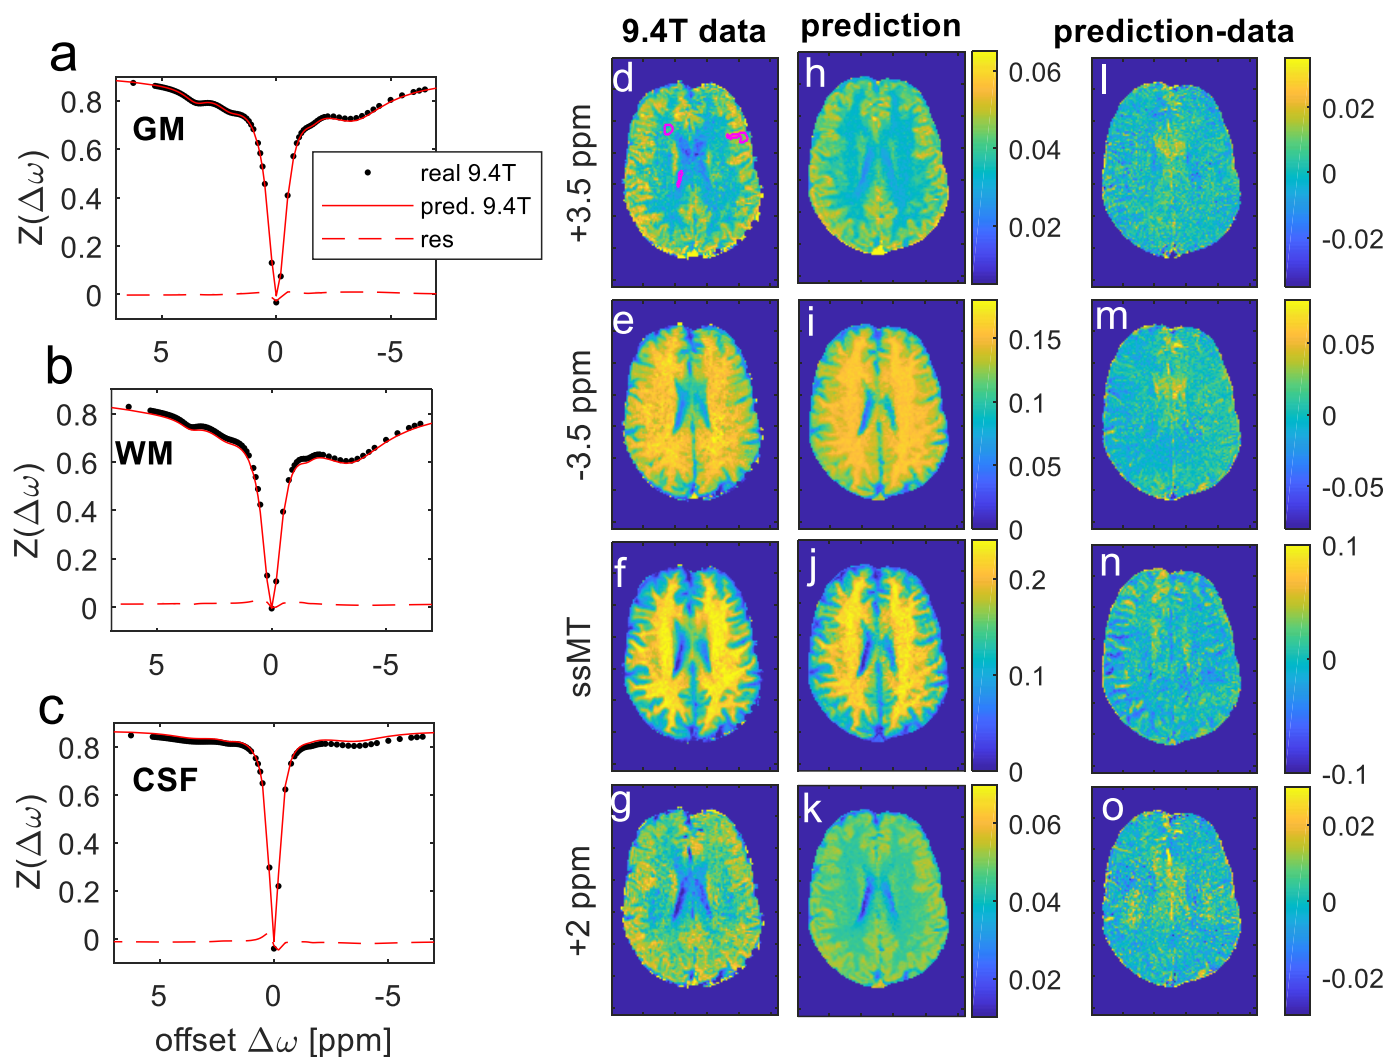 a
0.8
0.6
0.4
0.2
0
Z(Δω)
GM
5
0
-5
real 9.4T
pred. 9.4T
res
b
0.8
0.6
0.4
0.2
0
Z(Δω)
WM
5
0
-5
c
0.8
0.6
0.4
0.2
0
Z(Δω)
CSF
5
0
-5
offset Δω [ppm]
9.4T data
prediction
prediction-data
+3.5 ppm
d
h
0.06
0.04
0.02
l
0.02
0
-0.02
-3.5 ppm
e
i
0.15
0.1
0.05
0
m
0.05
0
-0.05
ssMT
f
j
0.2
0.1
0
n
0.1
0
-0.1
+2 ppm
g
k
0.06
0.04
0.02
o
0.02
0
-0.02